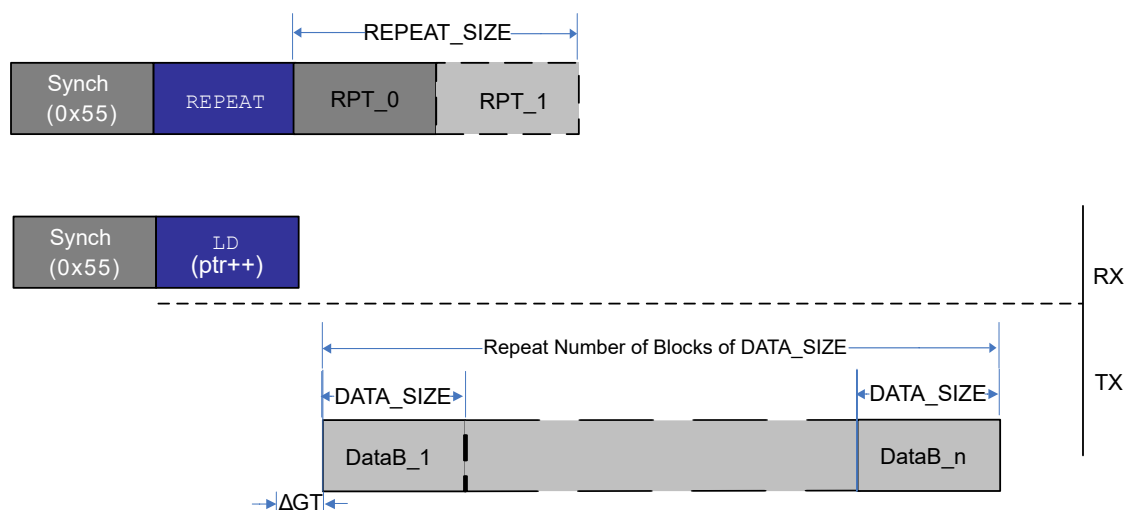 REPEAT_SIZE
Synch
(0x55)
REPEAT
RPT_0
RPT_1
Synch
(0x55)
LD
(ptr++)
RX
Repeat Number of Blocks of DATA_SIZE
TX
DATA_SIZE
DATA_SIZE
DataB_1
DataB_n
ΔGT